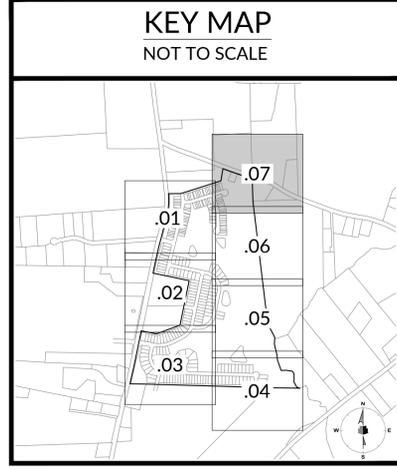 KEY MAP
NOT TO SCALE
.07
.01
.06
.02
.05
.03
.04
N
W E
S